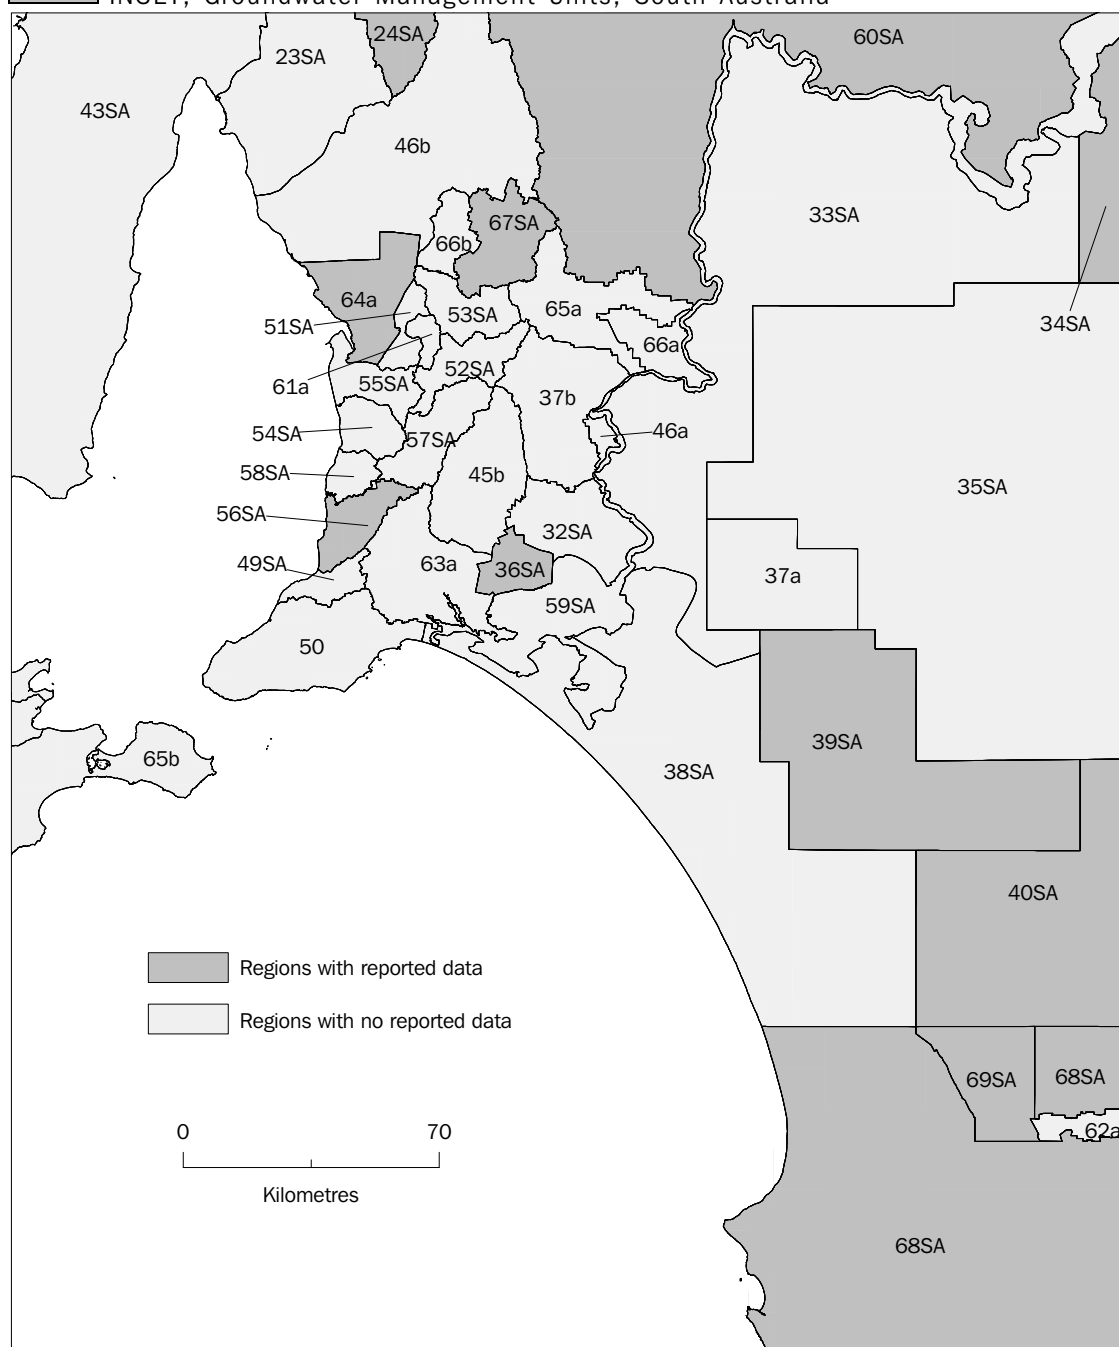 INSET, Groundwater Management Units, South Australia
24SA
60SA
23SA
43SA
46b
33SA
67SA
66b
64a
65a
53SA
51SA
34SA
66a
52SA
61a
55SA
37b
46a
54SA
57SA
58SA
45b
35SA
56SA
32SA
49SA
63a
36SA
37a
59SA
50
39SA
65b
38SA
40SA
Regions with reported data
Regions with no reported data
69SA
68SA
0 70
62a
Kilometres
68SA